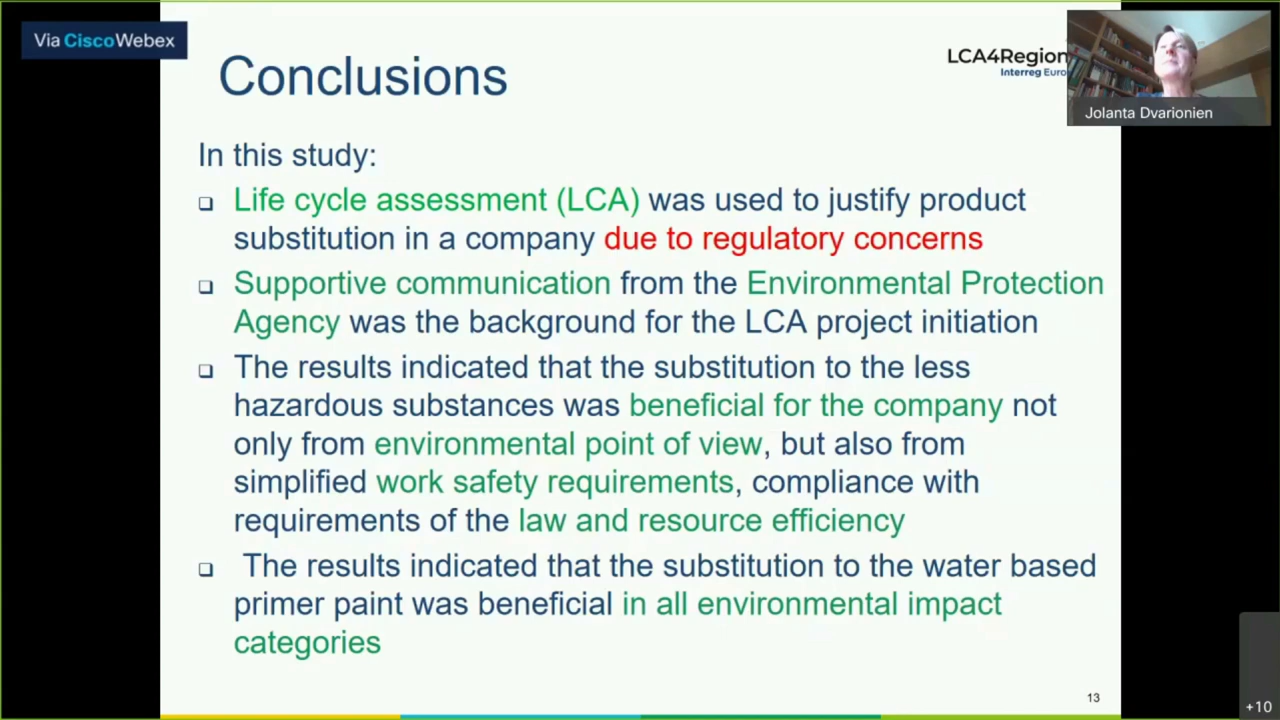 Via CiscoWebex
Conclusions
LCA4Region
Interreg Euro
Jolanta Dvarionien
In this study:
Life cycle assessment (LCA) was used to justify product
substitution in a company due to regulatory concerns
Supportive communication from the Environmental Protection
Agency was the background for the LCA project initiation
The results indicated that the substitution to the less
hazardous substances was beneficial for the company not
only from environmental point of view, but also from
simplified work safety requirements, compliance with
requirements of the law and resource efficiency
The results indicated that the substitution to the water based
primer paint was beneficial in all environmental impact
categories
13
+10